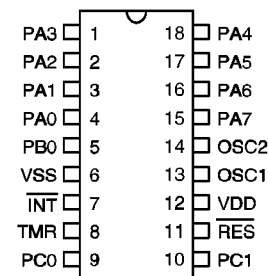 PA3 1 18 PA4
PA2 2 17 PA5
PA1 3 16 PA6
PA0 4 15 PA7
PB0 5 14 OSC2
VSS 6 13 OSC1
INT 7 12 VDD
TMR 8 11 RES
PC0 9 10 PC1